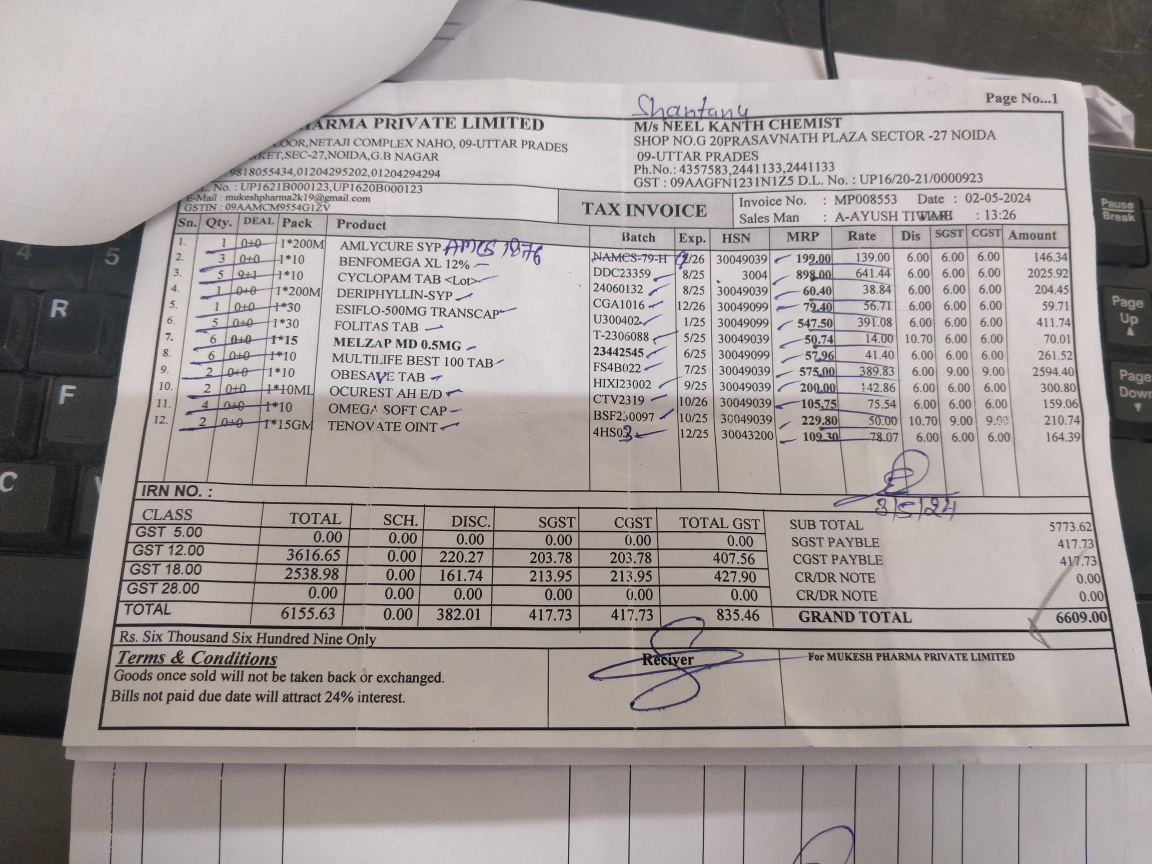 Page No...1
Shantanu
ARMA PRIVATE LIMITED
M/s NEEL KANTH CHEMIST
OOR,NETAJI COMPLEX NAHO, 09-UTTAR PRADES
SHOP NO.G 20PRASAVNATH PLAZA SECTOR -27 NOIDA
RKET,SEC-27,NOIDA,G.B NAGAR
09-UTTAR PRADES
9818055434,01204295202,01204294294
Ph.No.: 4357583,2441133,2441133
L. No. : UP1621B000123,UP1620B000123
GST : 09AAGFN1231N1Z5 D.L. No. : UP16/20-21/0000923
E-Mail : mukeshpharma2k19@gmail.com
GSTIN : 09AAMCM9554G1ZV
TAX INVOICE
Invoice No. : MP008553 Date : 02-05-2024
Sales Man : A-AYUSH : 13:26
Sn. Qty. DEAL Pack Product Batch Exp. HSN MRP Rate Dis SGST CGST Amount
1. 1 0+0 1*200M AMLYCURE SYP NAMCS-79-H /26 30049039 199.00 139.00 6.00 6.00 6.00 146.34
2. 3 0+0 1*10 BENFOMEGA XL 12% DDC23359 8/25 3004 898.00 641.44 6.00 6.00 6.00 2025.92
3. 5 9+1 1*10 CYCLOPAM TAB <Lot> 24060132 8/25 30049039 60.40 38.84 6.00 6.00 6.00 204.45
4. 1 0+0 1*200M DERIPHYLLIN-SYP CGA1016 12/26 30049099 79.40 56.71 6.00 6.00 6.00 59.71
5. 1 0+0 1*30 ESIFLO-500MG TRANSCAP U300402 1/25 30049099 547.50 391.08 6.00 6.00 6.00 411.74
6. 5 0+0 1*30 FOLITAS TAB T-2306088 5/25 30049039 50.74 14.00 10.70 6.00 6.00 70.01
7. 6 0+0 1*15 MELZAP MD 0.5MG 23442545 6/25 30049099 57.96 41.40 6.00 6.00 6.00 261.52
8. 6 0+0 1*10 MULTILIFE BEST 100 TAB FS4B022 7/25 30049099 575.00 389.83 6.00 9.00 9.00 2594.40
9. 2 0+0 1*10 OBESAVE TAB HIXI23002 9/25 30049039 200.00 142.86 6.00 6.00 6.00 300.80
10. 2 0+0 1*10ML OCUREST AH E/D CTV2319 10/26 30049039 105.75 75.54 6.00 6.00 6.00 159.06
11. 4 0+0 1*10 OMEGA SOFT CAP BSF230097 10/25 30049039 229.80 50.00 10.70 9.00 9.00 210.74
12. 2 0+0 1*15GM TENOVATE OINT 4HS03 12/25 30043200 109.30 78.07 6.00 6.00 6.00 164.39
3/5/24
IRN NO. :
CLASS TOTAL SCH. DISC. SGST CGST TOTAL GST
GST 5.00 0.00 0.00 0.00 0.00 0.00 0.00
GST 12.00 3616.65 0.00 220.27 203.78 203.78 407.56
GST 18.00 2538.98 0.00 161.74 213.95 213.95 427.90
GST 28.00 0.00 0.00 0.00 0.00 0.00 0.00
TOTAL 6155.63 0.00 382.01 417.73 417.73 835.46
SUB TOTAL 5773.62
SGST PAYBLE 417.73
CGST PAYBLE 417.73
CR/DR NOTE 0.00
CR/DR NOTE 0.00
GRAND TOTAL 6609.00
Rs. Six Thousand Six Hundred Nine Only
Terms & Conditions
Goods once sold will not be taken back or exchanged.
Bills not paid due date will attract 24% interest.
Reciver
For MUKESH PHARMA PRIVATE LIMITED
4
5
R
F
C
Pause
Break
Page
Up
Page
Down